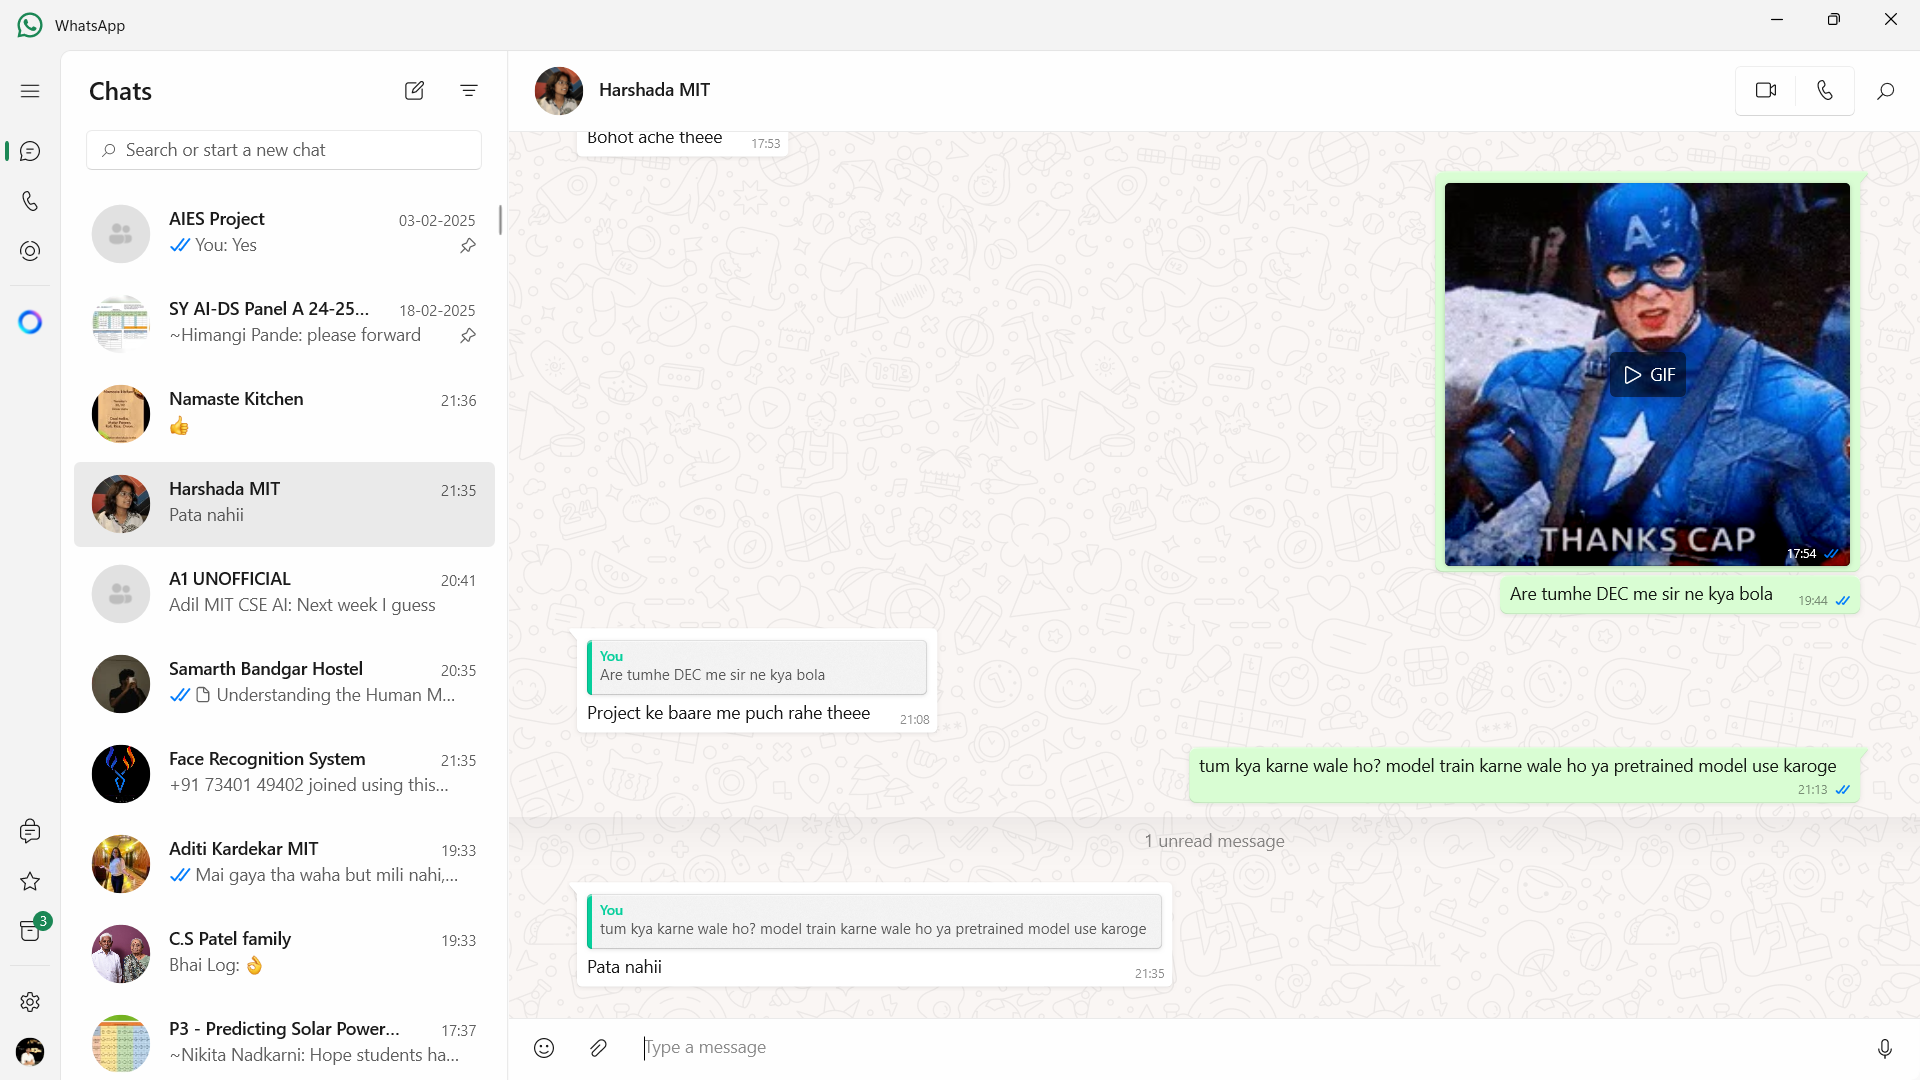 WhatsApp
Chats
Search or start a new chat
AIES Project 03-02-2025
You: Yes
SY AI-DS Panel A 24-25... 18-02-2025
~Himangi Pande: please forward
Namaste Kitchen 21:36
👍
Harshada MIT 21:35
Pata nahii
A1 UNOFFICIAL 20:41
Adil MIT CSE AI: Next week I guess
Samarth Bandgar Hostel 20:35
Understanding the Human M...
Face Recognition System 21:35
+91 73401 49402 joined using this...
Aditi Kardekar MIT 19:33
Mai gaya tha waha but mili nahi,...
C.S Patel family 19:33
Bhai Log: 👌
P3 - Predicting Solar Power... 17:37
~Nikita Nadkarni: Hope students ha...
3
Harshada MIT
Bohot ache theee 17:53
A
GIF
THANKS CAP
17:54
Are tumhe DEC me sir ne kya bola 19:44
You
Are tumhe DEC me sir ne kya bola
Project ke baare me puch rahe theee 21:08
tum kya karne wale ho? model train karne wale ho ya pretrained model use karoge
21:13
1 unread message
You
tum kya karne wale ho? model train karne wale ho ya pretrained model use karoge
Pata nahii 21:35
Type a message